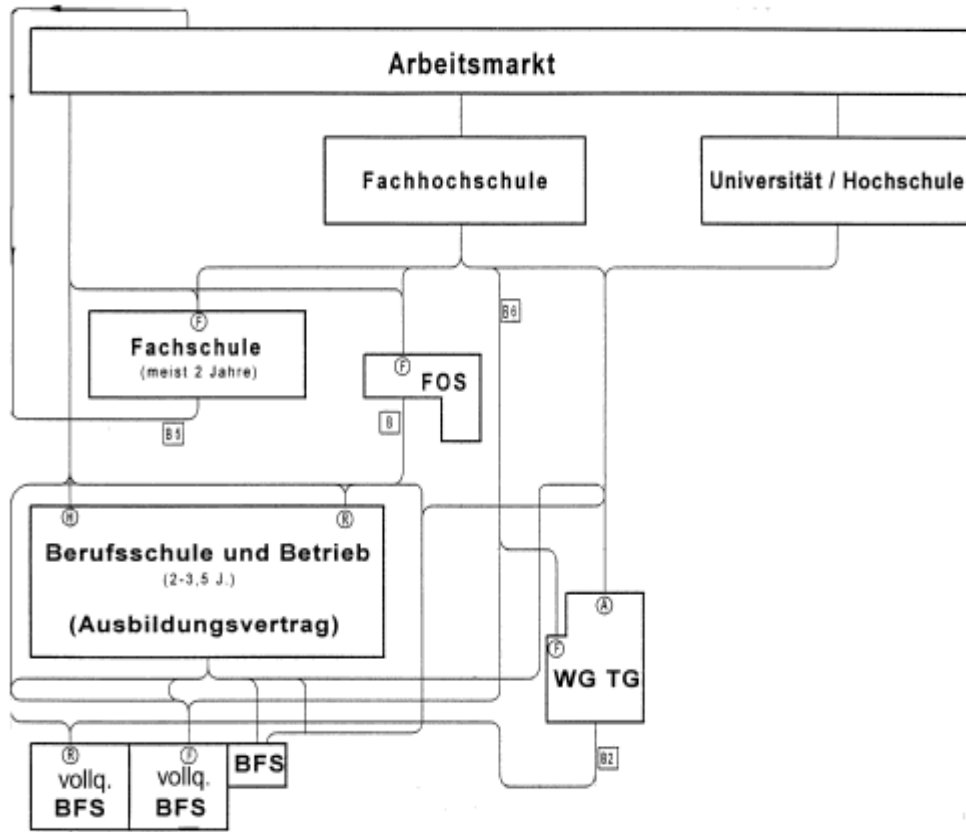 Arbeitsmarkt
Fachhochschule
Universität / Hochschule
B6
F
Fachschule
(meist 2 Jahre)
F
FOS
B5
B
H
R
Berufsschule und Betrieb
(2-3,5 J.)
(Ausbildungsvertrag)
A
F
WG TG
R
vollq.
BFS
F
vollq.
BFS
BFS
B2